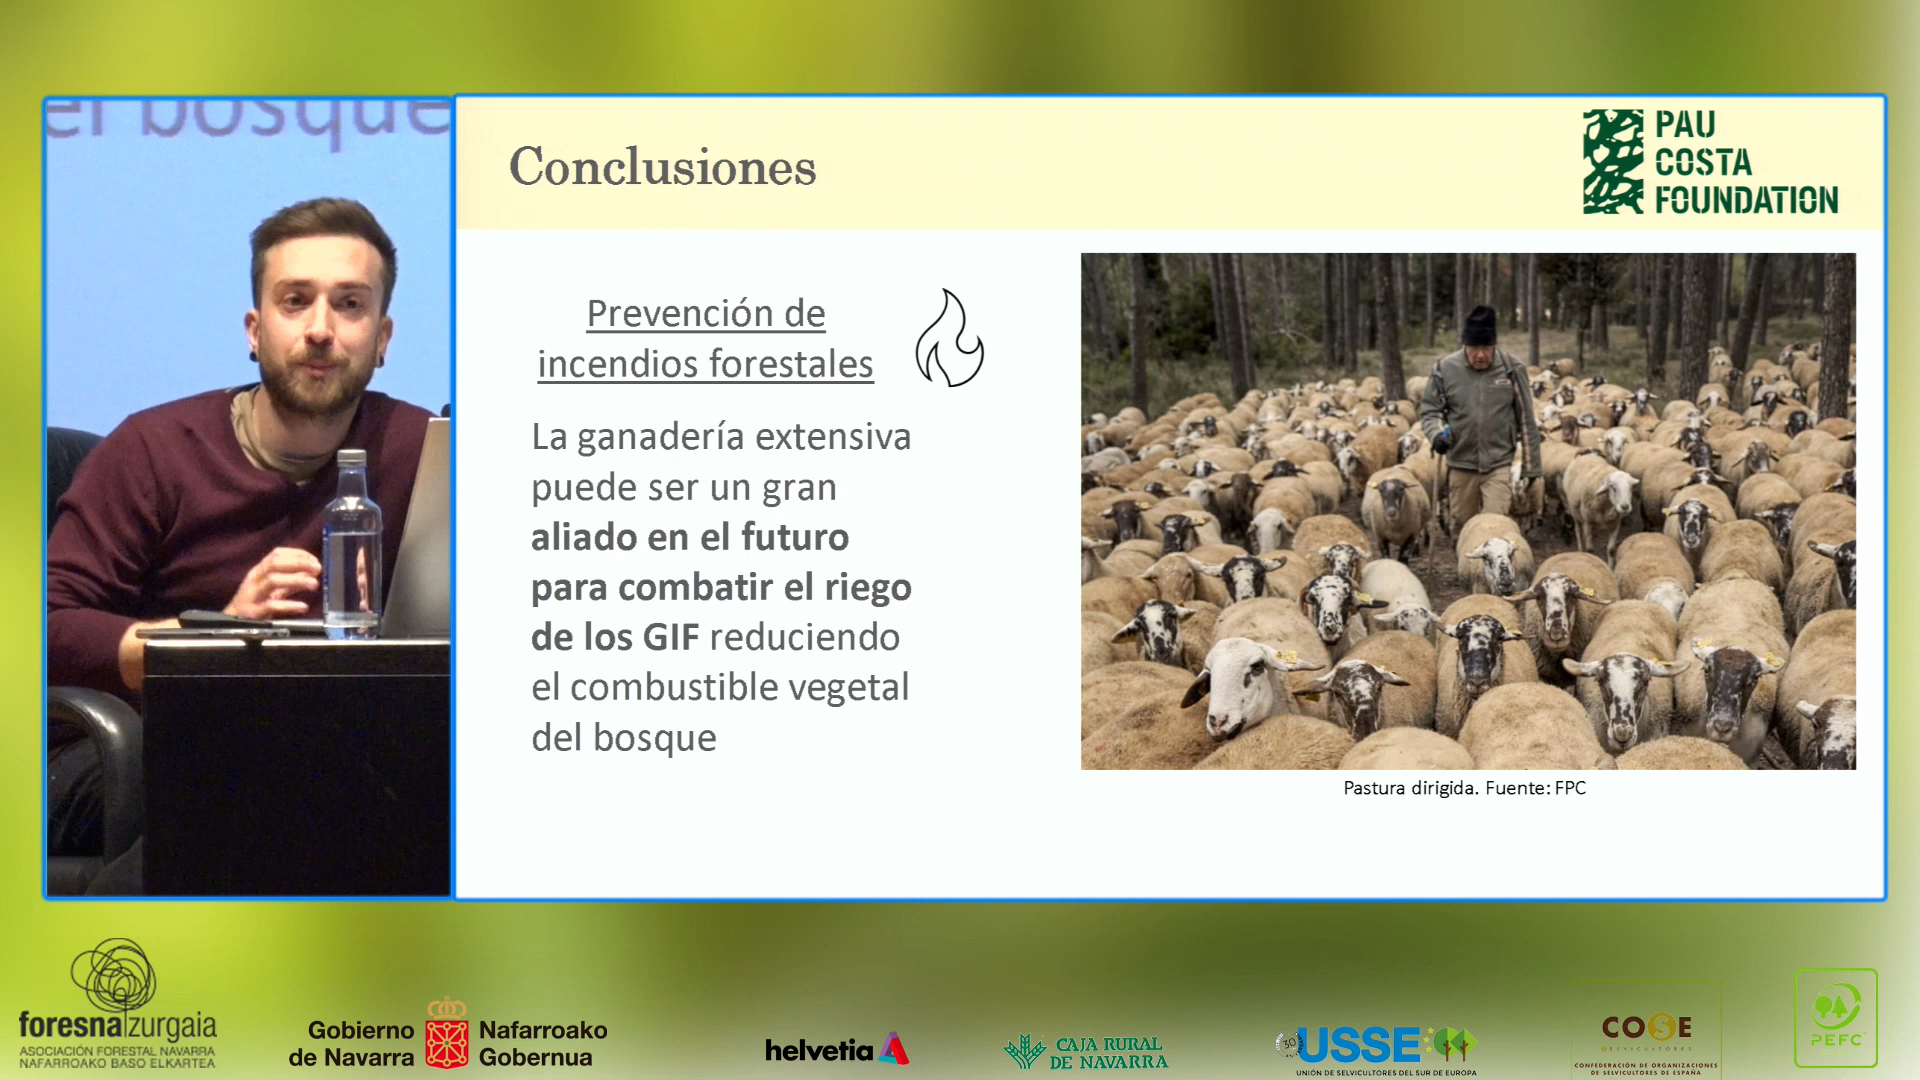 el bosque
Conclusiones
PAU
COSTA
FOUNDATION
Prevención de
incendios forestales
La ganadería extensiva
puede ser un gran
aliado en el futuro
para combatir el riego
de los GIF reduciendo
el combustible vegetal
del bosque
Pastura dirigida. Fuente: FPC
foresna zurgaia
ASOCIACIÓN FORESTAL NAVARRA
NAFARROAKO BASO ELKARTEA
Gobierno
de Navarra
Nafarroako
Gobernua
helvetia
CAJA RURAL
DE NAVARRA
30
USSE
UNIÓN DE SELVICULTORES DEL SUR DE EUROPA
COSE
SELVICULTORES
CONFEDERACIÓN DE ORGANIZACIONES
DE SELVICULTORES DE ESPAÑA
PEFC